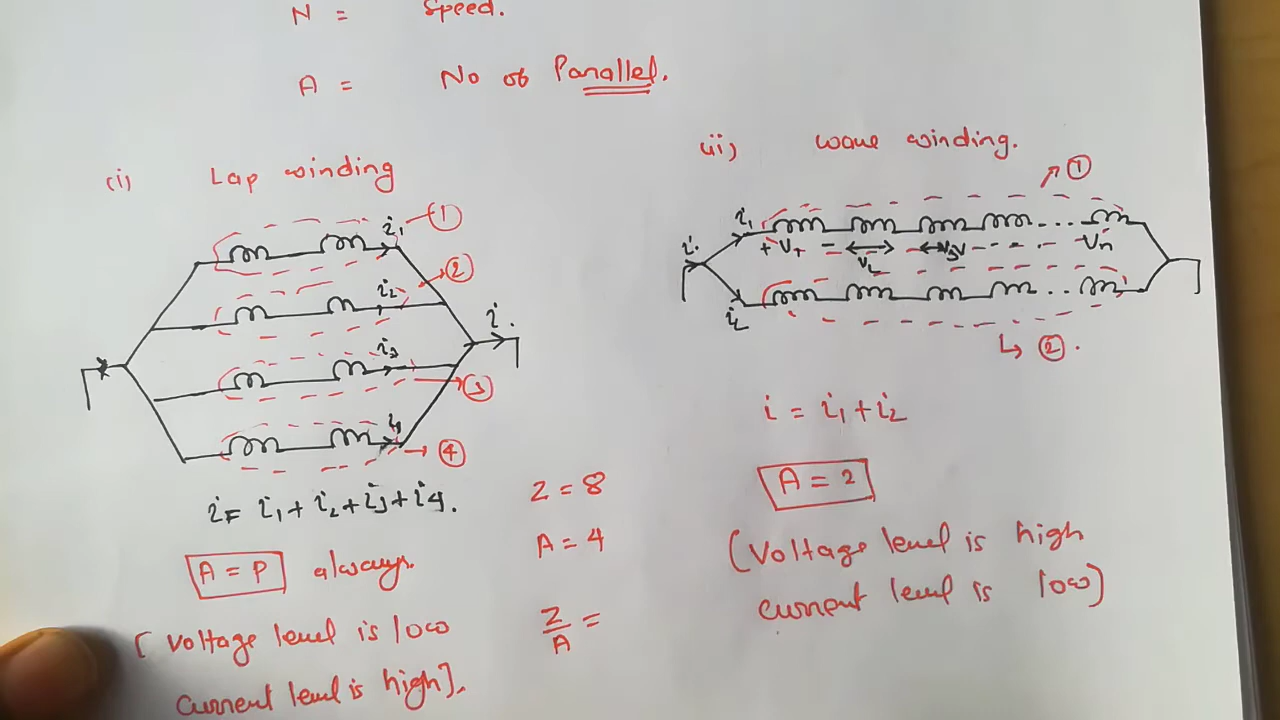 N = Speed.
A = No of Parallel.
(i) Lap winding
i₁ ①
②
i₂
i₃
③
④
i.
i = i₁ + i₂ + i₃ + i₄.
A = P always.
[Voltage level is low
Current level is high].
Z = 8
A = 4
Z/A =
ii) wave winding.
①
i. i₁
+ V₁ - V₂ V₃ - - - - Vn
i₂
②.
i = i₁ + i₂
A = 2
(Voltage level is high
current level is low)